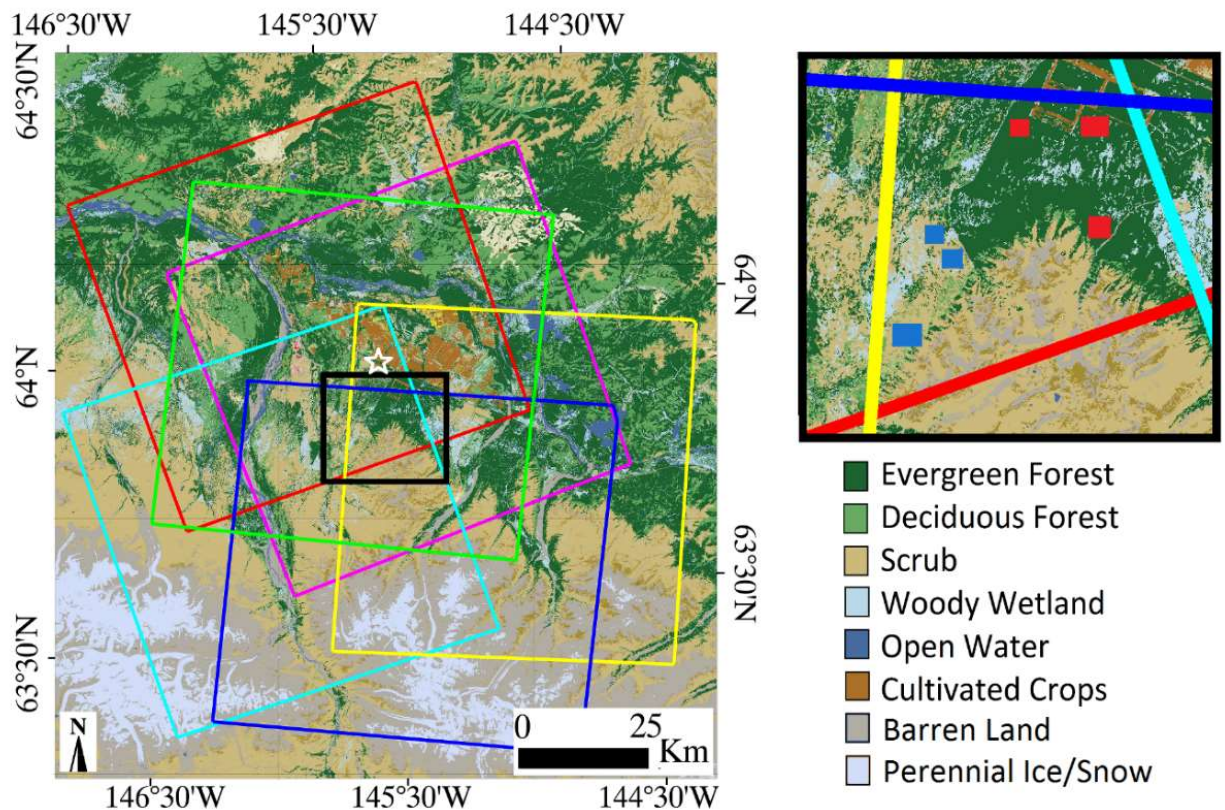 146°30'W 145°30'W 144°30'W
64°30'N
64°N
64°N
63°30'N
63°30'N
N
0 25
Km
146°30'W 145°30'W 144°30'W
Evergreen Forest
Deciduous Forest
Scrub
Woody Wetland
Open Water
Cultivated Crops
Barren Land
Perennial Ice/Snow